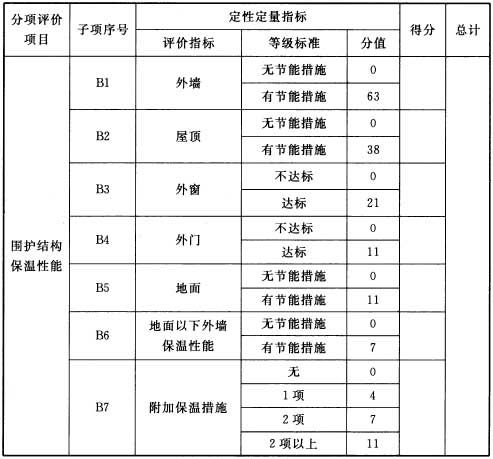 分项评价项目 子项序号 定性定量指标 得分 总计
评价指标 等级标准 分值
围护结构保温性能
B1 外墙 无节能措施 0
有节能措施 63
B2 屋顶 无节能措施 0
有节能措施 38
B3 外窗 不达标 0
达标 21
B4 外门 不达标 0
达标 11
B5 地面 无节能措施 0
有节能措施 11
B6 地面以下外墙保温性能 无节能措施 0
有节能措施 7
B7 附加保温措施 无 0
1项 4
2项 7
2项以上 11